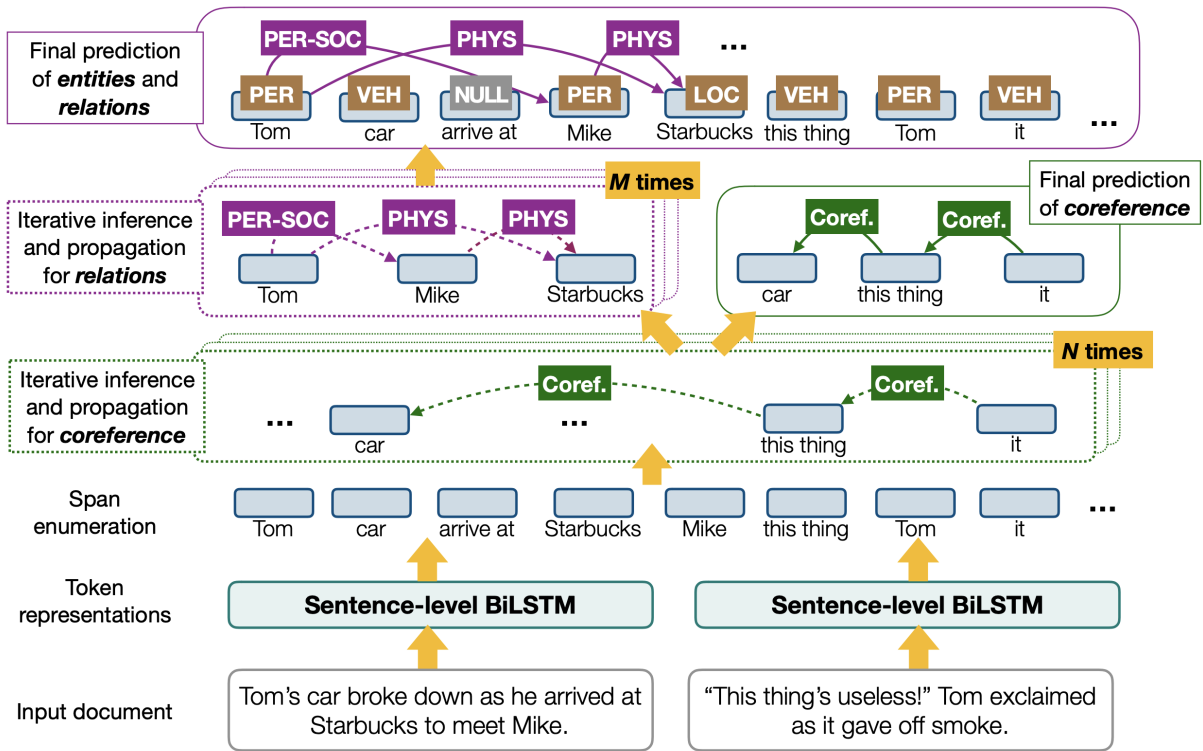 Final prediction
of entities and
relations
PER-SOC PHYS PHYS ...
PER VEH NULL PER LOC VEH PER VEH
Tom car arrive at Mike Starbucks this thing Tom it ...
M times
Iterative inference
and propagation
for relations
PER-SOC PHYS PHYS
Tom Mike Starbucks
Final prediction
of coreference
Coref. Coref.
car this thing it
N times
Iterative inference
and propagation
for coreference
Coref. Coref.
... car ... this thing it
Span
enumeration
Tom car arrive at Starbucks Mike this thing Tom it ...
Token
representations
Sentence-level BiLSTM Sentence-level BiLSTM
Input document
Tom’s car broke down as he arrived at
Starbucks to meet Mike.
“This thing’s useless!” Tom exclaimed
as it gave off smoke.